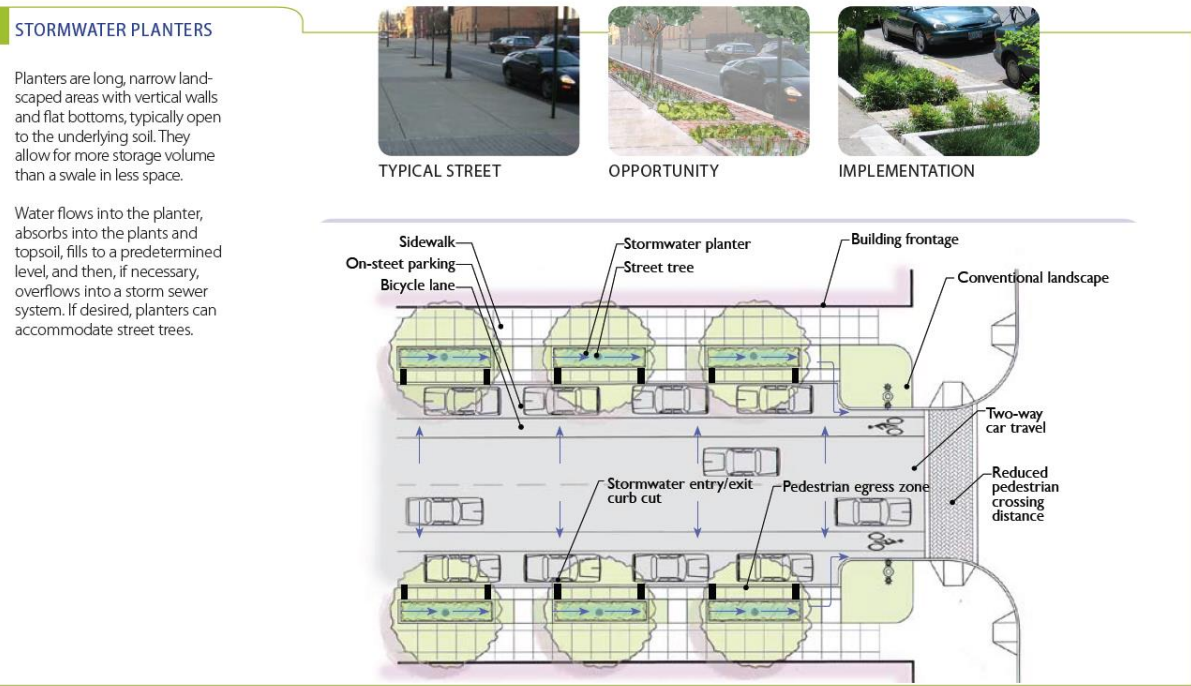 STORMWATER PLANTERS
Planters are long, narrow land-
scaped areas with vertical walls
and flat bottoms, typically open
to the underlying soil. They
allow for more storage volume
than a swale in less space.
Water flows into the planter,
absorbs into the plants and
topsoil, fills to a predetermined
level, and then, if necessary,
overflows into a storm sewer
system. If desired, planters can
accommodate street trees.
TYPICAL STREET
OPPORTUNITY
IMPLEMENTATION
Sidewalk
On-steet parking
Bicycle lane
Stormwater planter
Street tree
Building frontage
Conventional landscape
Two-way
car travel
Reduced
pedestrian
crossing
distance
Stormwater entry/exit
curb cut
Pedestrian egress zone